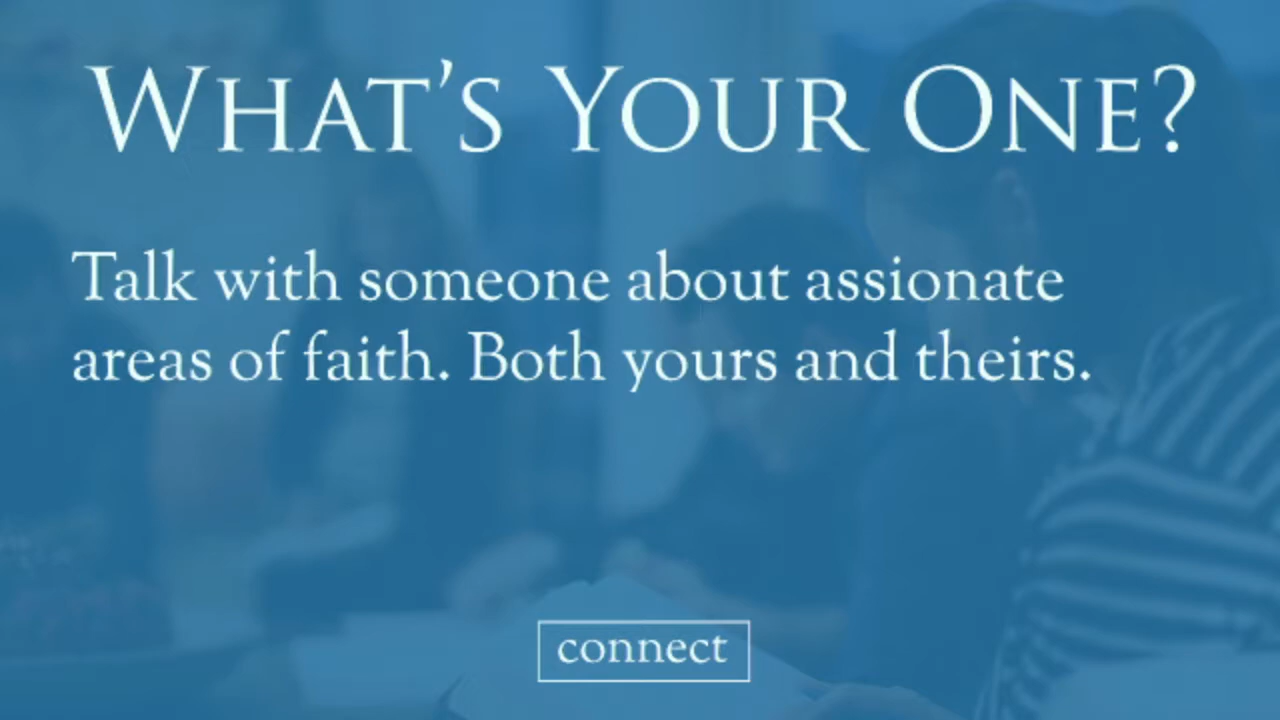 What's Your One?
Talk with someone about assionate
areas of faith. Both yours and theirs.
connect